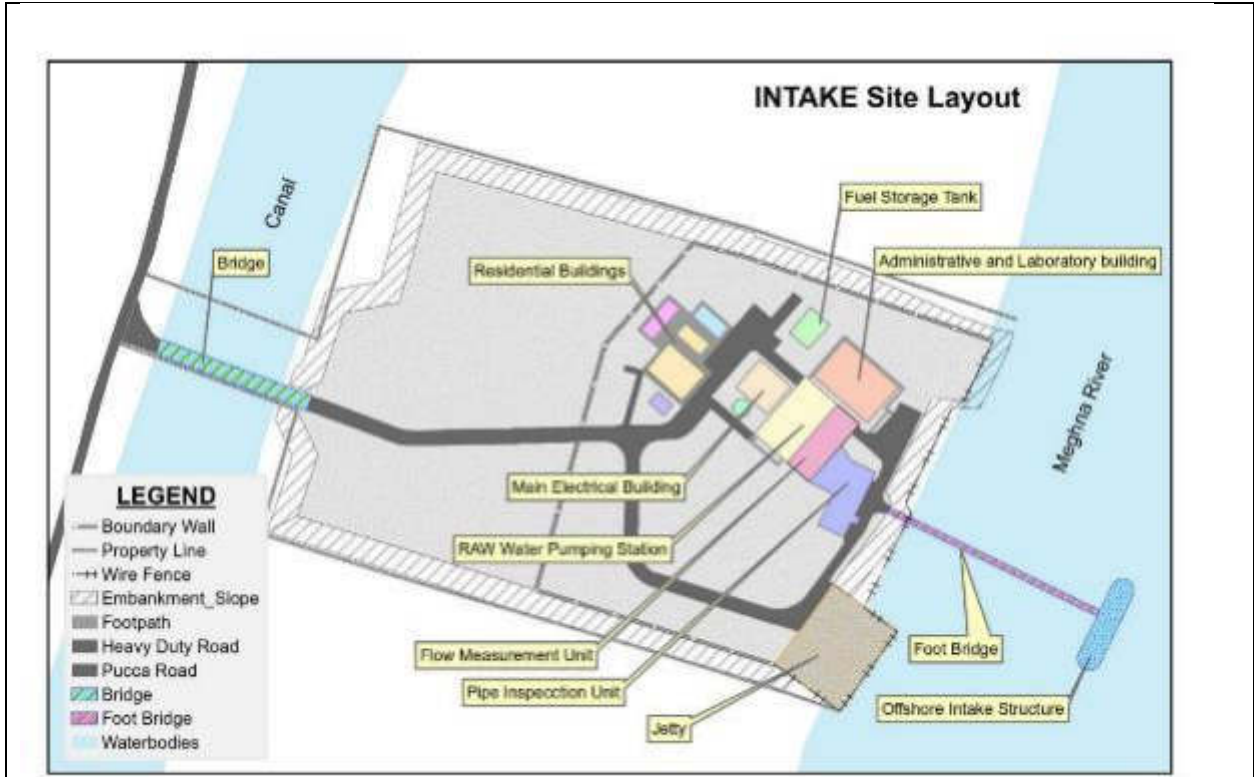 INTAKE Site Layout
Canal
Bridge
Fuel Storage Tank
Residential Buildings
Administrative and Laboratory building
Meghna River
Main Electrical Building
RAW Water Pumping Station
Flow Measurement Unit
Pipe Inspecction Unit
Jetty
Foot Bridge
Offshore Intake Structure
LEGEND
Boundary Wall
Property Line
Wire Fence
Embankment_Slope
Footpath
Heavy Duty Road
Pucca Road
Bridge
Foot Bridge
Waterbodies